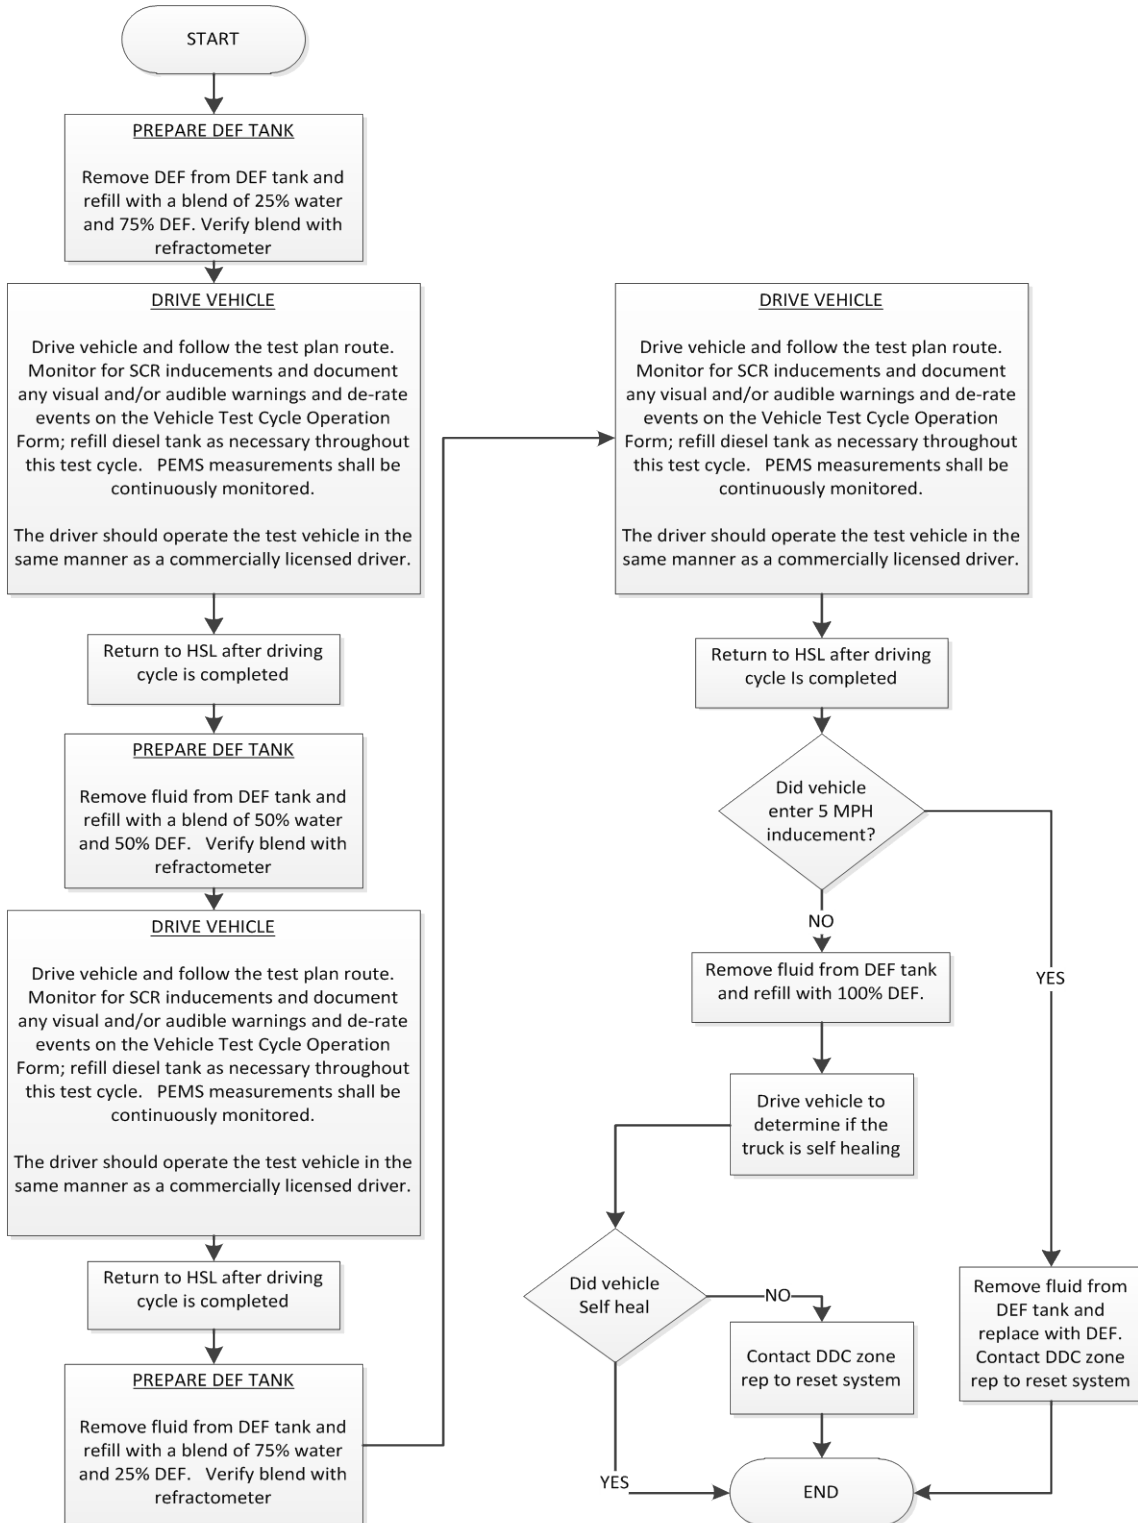 START
PREPARE DEF TANK
Remove DEF from DEF tank and
refill with a blend of 25% water
and 75% DEF. Verify blend with
refractometer
DRIVE VEHICLE
Drive vehicle and follow the test plan route.
Monitor for SCR inducements and document
any visual and/or audible warnings and de-rate
events on the Vehicle Test Cycle Operation
Form; refill diesel tank as necessary throughout
this test cycle.   PEMS measurements shall be
continuously monitored.
The driver should operate the test vehicle in the
same manner as a commercially licensed driver.
Return to HSL after driving
cycle is completed
PREPARE DEF TANK
Remove fluid from DEF tank and
refill with a blend of 50% water
and 50% DEF.   Verify blend with
refractometer
DRIVE VEHICLE
Drive vehicle and follow the test plan route.
Monitor for SCR inducements and document
any visual and/or audible warnings and de-rate
events on the Vehicle Test Cycle Operation
Form; refill diesel tank as necessary throughout
this test cycle.   PEMS measurements shall be
continuously monitored.
The driver should operate the test vehicle in the
same manner as a commercially licensed driver.
Return to HSL after driving
cycle is completed
PREPARE DEF TANK
Remove fluid from DEF tank and
refill with a blend of 75% water
and 25% DEF.   Verify blend with
refractometer
DRIVE VEHICLE
Drive vehicle and follow the test plan route.
Monitor for SCR inducements and document
any visual and/or audible warnings and de-rate
events on the Vehicle Test Cycle Operation
Form; refill diesel tank as necessary throughout
this test cycle.   PEMS measurements shall be
continuously monitored.
The driver should operate the test vehicle in the
same manner as a commercially licensed driver.
Return to HSL after driving
cycle Is completed
Did vehicle
enter 5 MPH
inducement?
NO
Remove fluid from DEF tank
and refill with 100% DEF.
YES
Drive vehicle to
determine if the
truck is self healing
Did vehicle
Self heal
NO
Contact DDC zone
rep to reset system
Remove fluid from
DEF tank and
replace with DEF.
Contact DDC zone
rep to reset system
YES
END